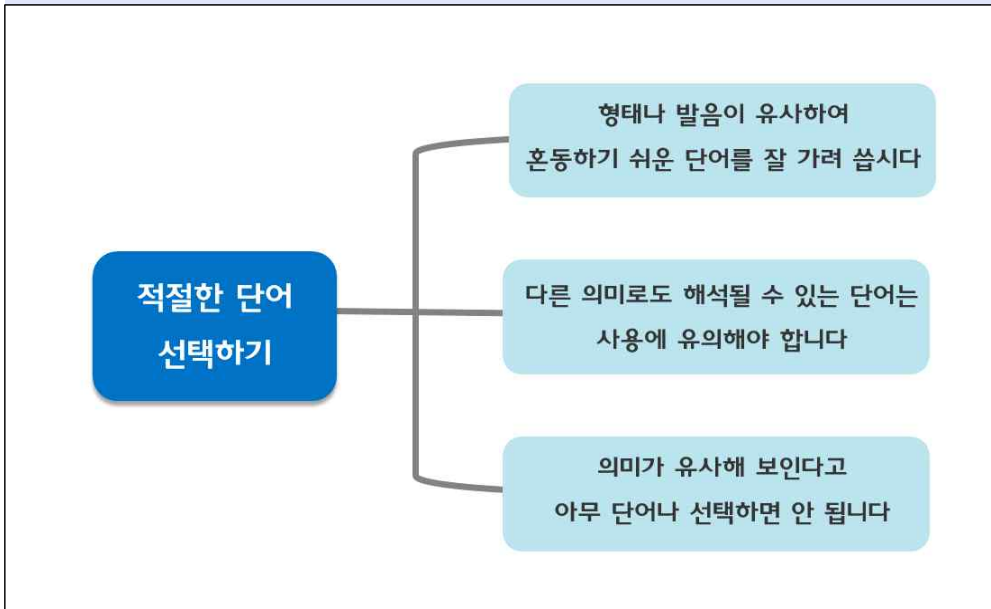 적절한 단어
선택하기
형태나 발음이 유사하여
혼동하기 쉬운 단어를 잘 가려 씁시다
다른 의미로도 해석될 수 있는 단어는
사용에 유의해야 합니다
의미가 유사해 보인다고
아무 단어나 선택하면 안 됩니다